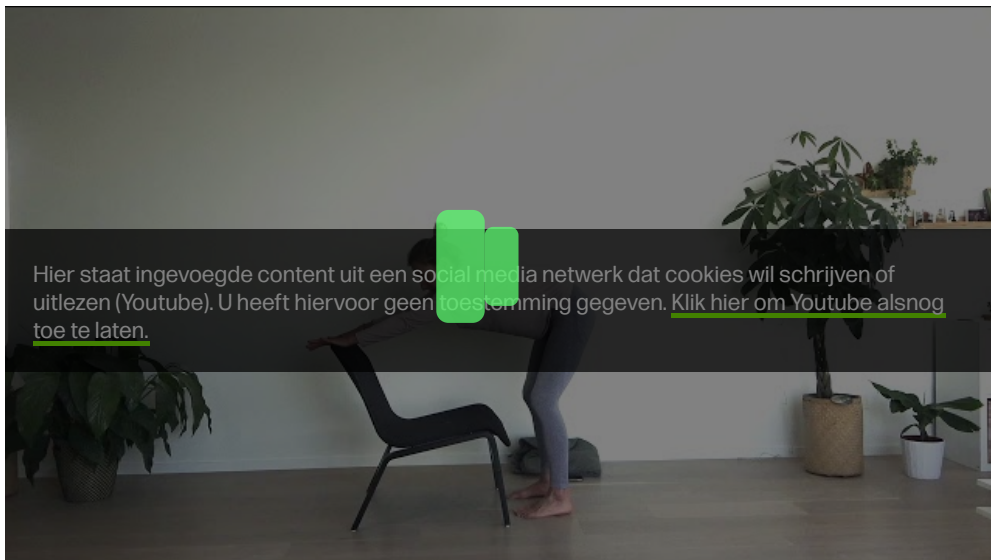 Hier staat ingevoegde content uit een social media netwerk dat cookies wil schrijven of
uitlezen (Youtube). U heeft hiervoor geen toestemming gegeven. Klik hier om Youtube alsnog
toe te laten.